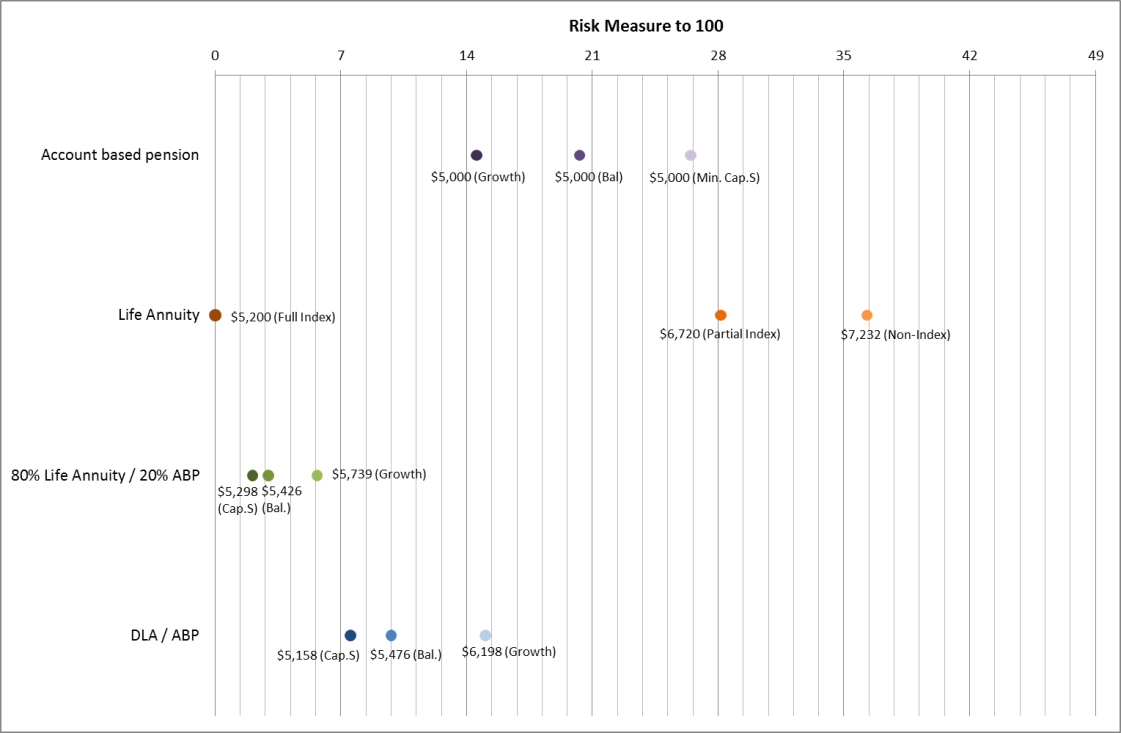 Risk Measure to 100
0 7 14 21 28 35 42 49
Account based pension
$5,000 (Growth) $5,000 (Bal) $5,000 (Min. Cap.S)
Life Annuity
$5,200 (Full Index)
$6,720 (Partial Index) $7,232 (Non-Index)
80% Life Annuity / 20% ABP
$5,739 (Growth)
$5,298 $5,426
(Cap.S) (Bal.)
DLA / ABP
$5,158 (Cap.S) $5,476 (Bal.) $6,198 (Growth)